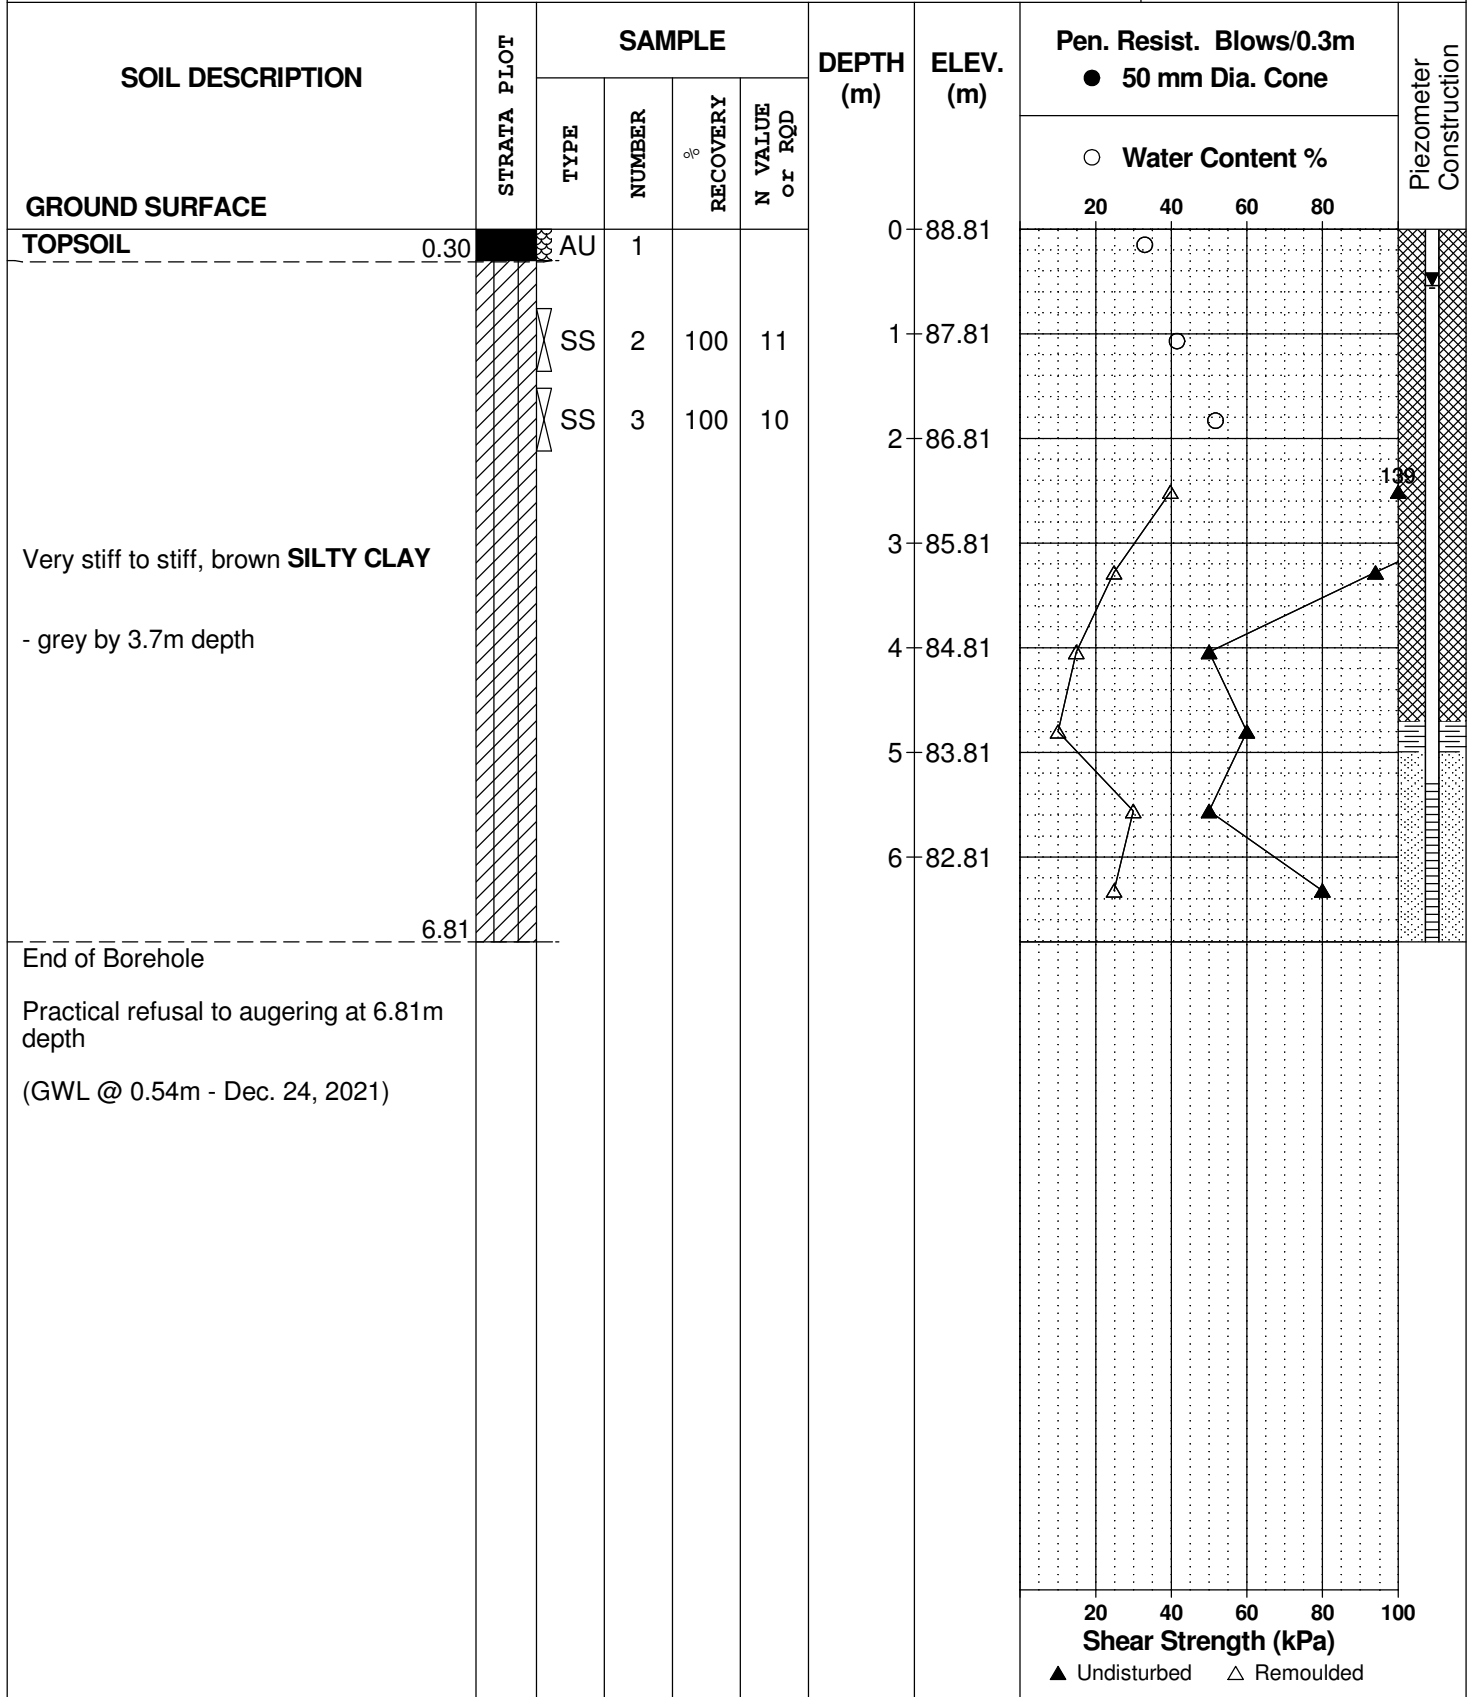 SOIL DESCRIPTION
GROUND SURFACE
STRATA PLOT
SAMPLE
TYPE
NUMBER
%
RECOVERY
N VALUE
or RQD
DEPTH
(m)
ELEV.
(m)
Pen. Resist. Blows/0.3m
● 50 mm Dia. Cone
○ Water Content %
20 40 60 80
Piezometer
Construction
TOPSOIL 0.30
AU 1
0 88.81
SS 2 100 11
1 87.81
SS 3 100 10
2 86.81
139
3 85.81
Very stiff to stiff, brown SILTY CLAY
- grey by 3.7m depth
4 84.81
5 83.81
6 82.81
6.81
End of Borehole
Practical refusal to augering at 6.81m
depth
(GWL @ 0.54m - Dec. 24, 2021)
20 40 60 80 100
Shear Strength (kPa)
▲ Undisturbed △ Remoulded